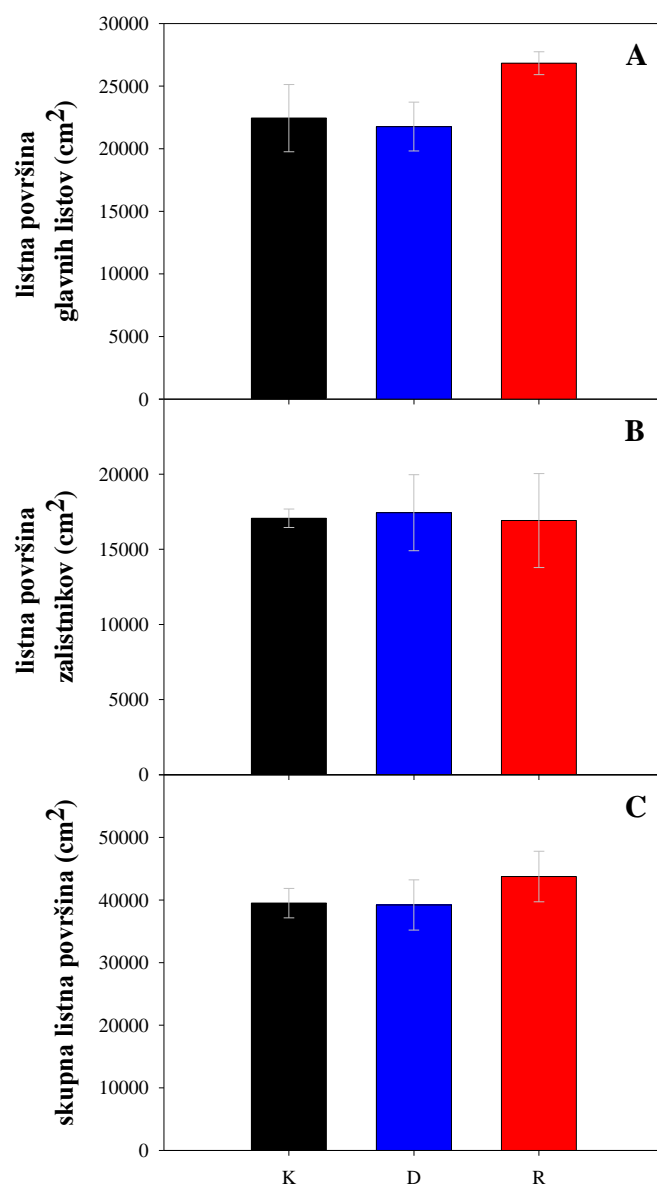 30000
25000
20000
15000
10000
5000
0
listna površina
glavnih listov (cm²)
A
20000
15000
10000
5000
0
listna površina
zalistnikov (cm²)
B
50000
40000
30000
20000
10000
0
skupna listna površina (cm²)
C
K D R